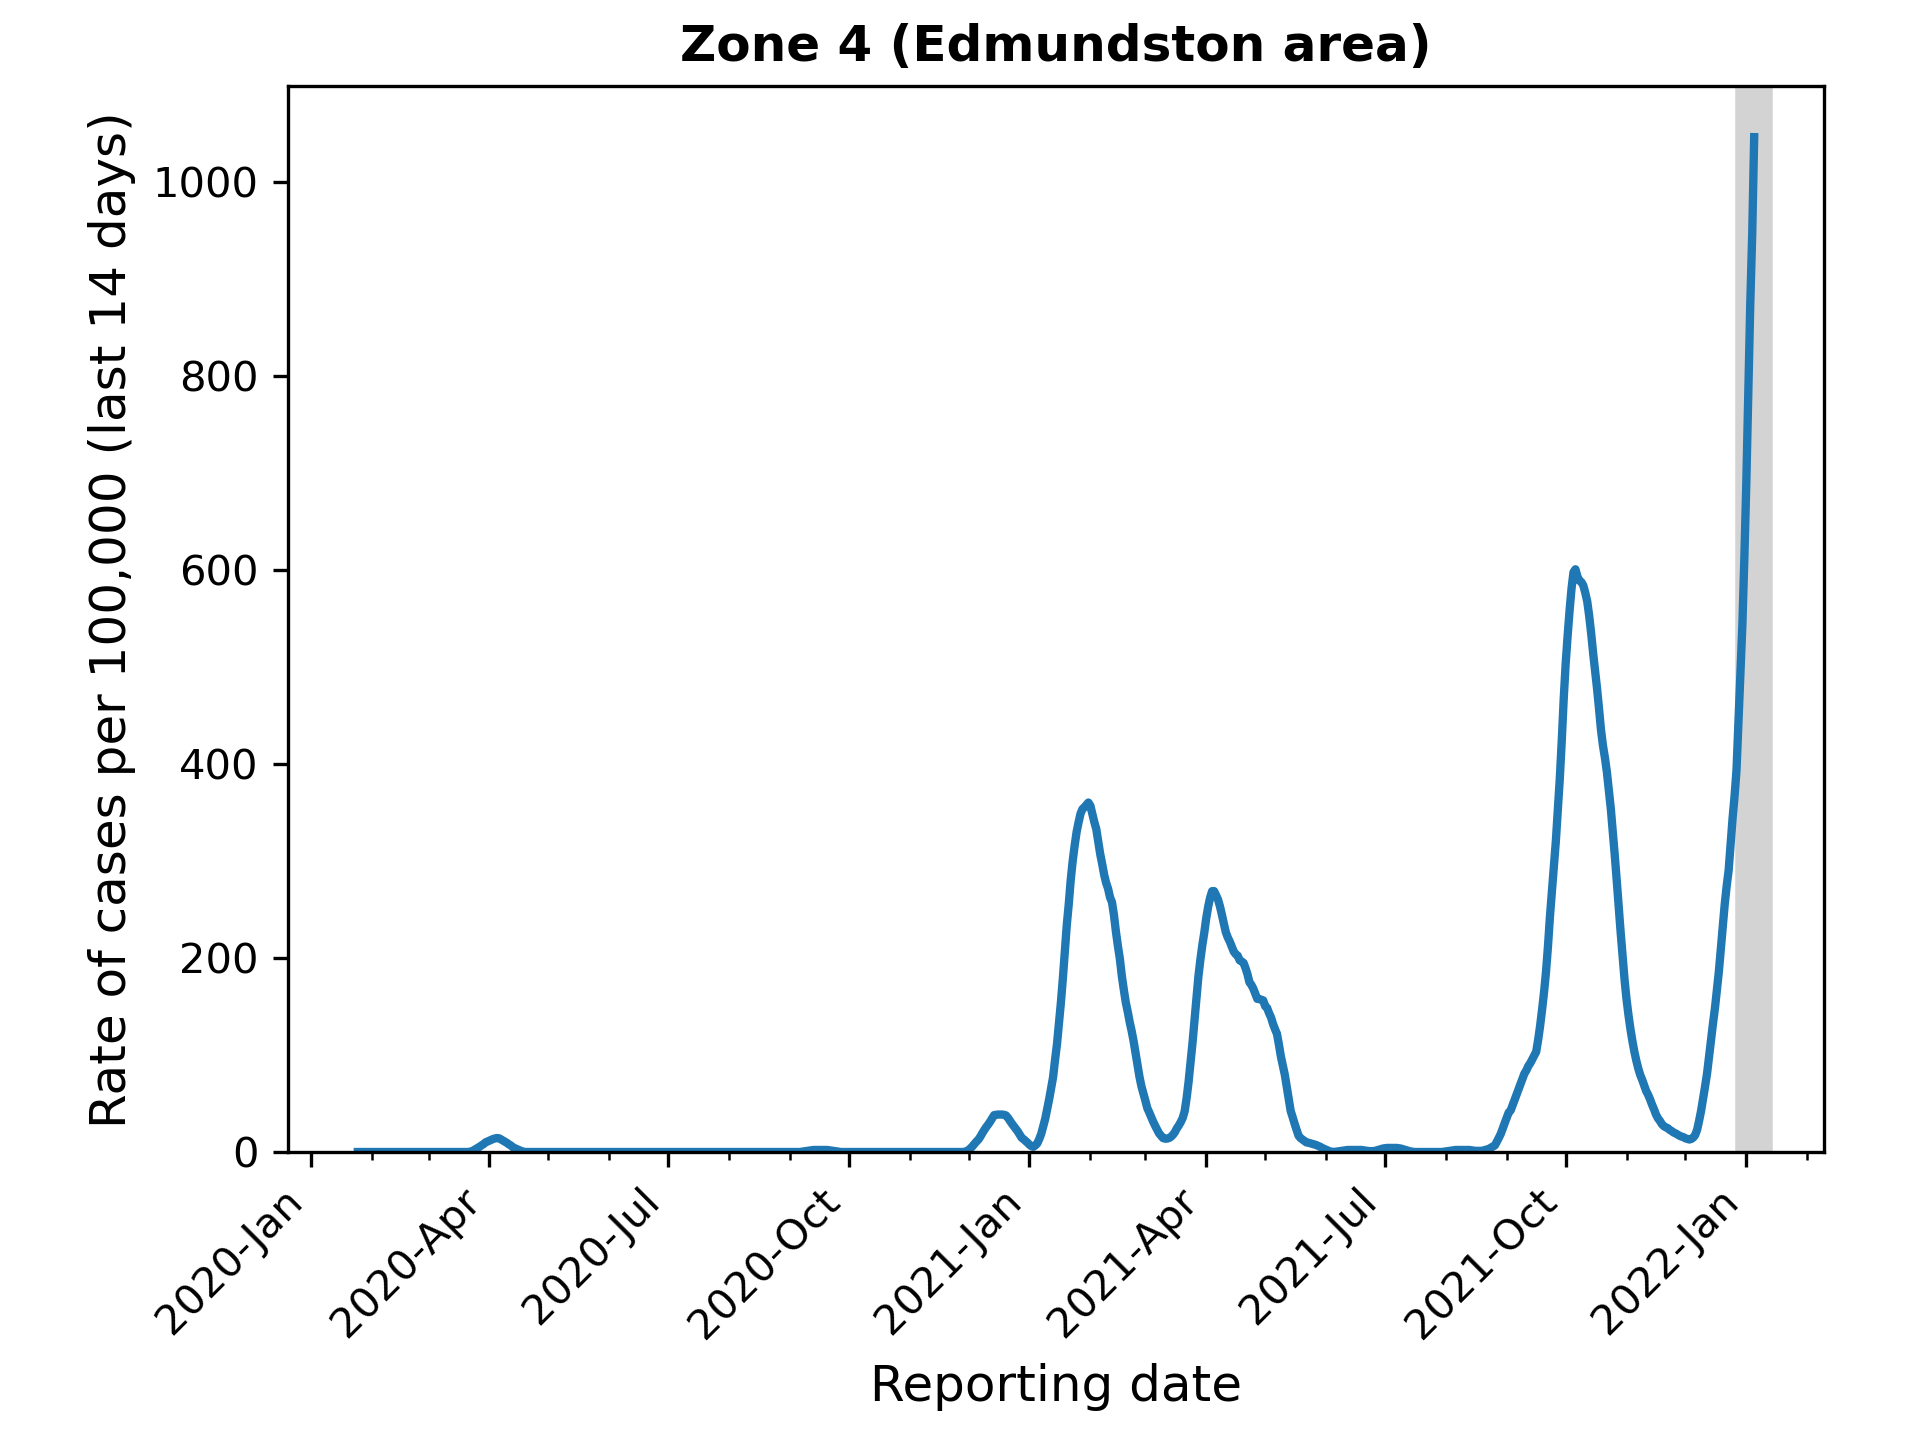 Zone 4 (Edmundston area)
Rate of cases per 100,000 (last 14 days)
1000
800
600
400
200
0
2020-Jan
2020-Apr
2020-Jul
2020-Oct
2021-Jan
2021-Apr
2021-Jul
2021-Oct
2022-Jan
Reporting date